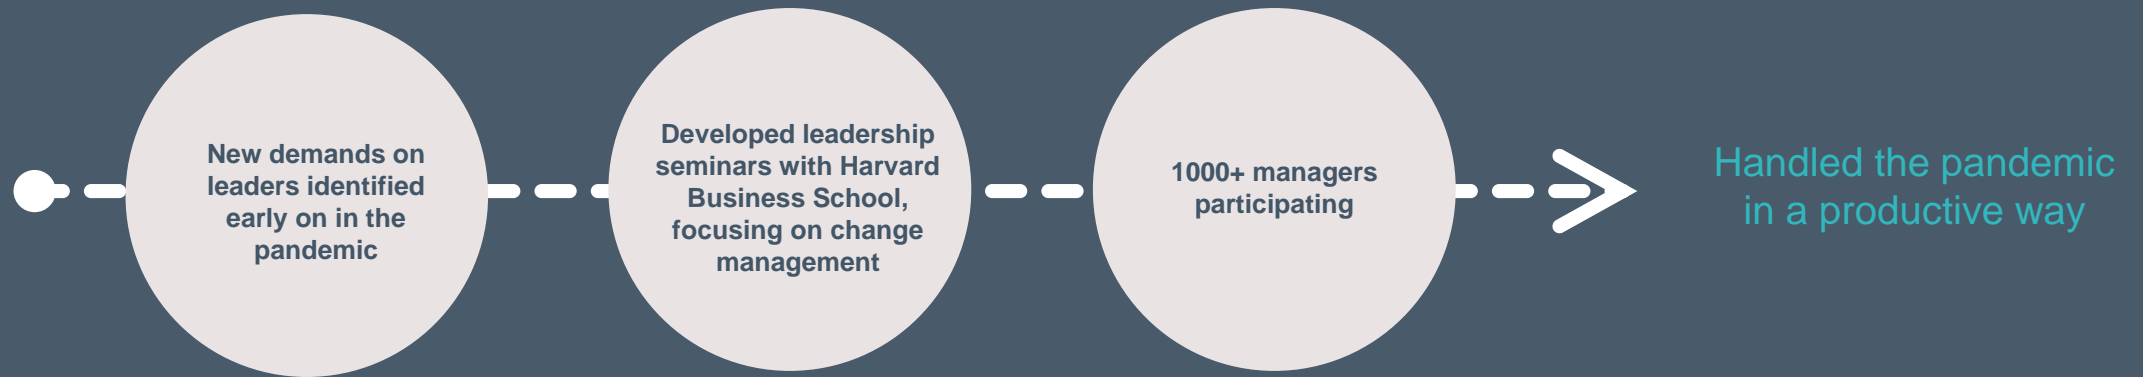 New demands on
leaders identified
early on in the
pandemic
Developed leadership
seminars with Harvard
Business School,
focusing on change
management
1000+ managers
participating
Handled the pandemic
in a productive way